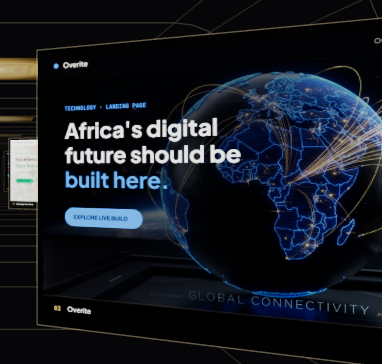 Overite
TECHNOLOGY · LANDING PAGE
Africa's digital
future should be
built here.
EXPLORE LIVE BUILD
GLOBAL CONNECTIVITY
03 Overite